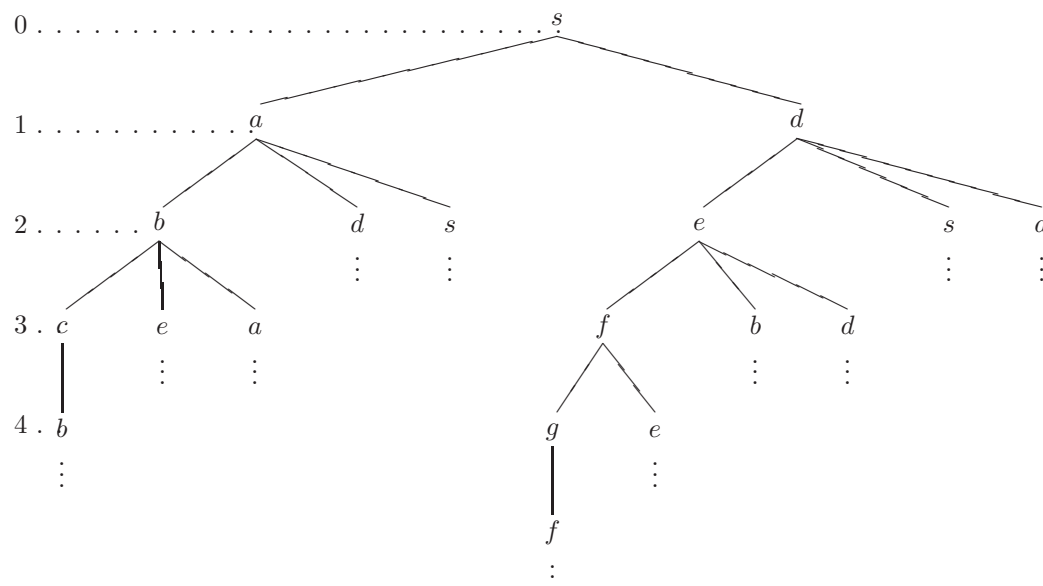 0 . . . . . . . . . . . . . . . . . . . . . . . . . . . . s
1 . . . . . . . . . . . . a d
2 . . . . . . b d s e s
3 . c e a f b d
4 . b g e
f